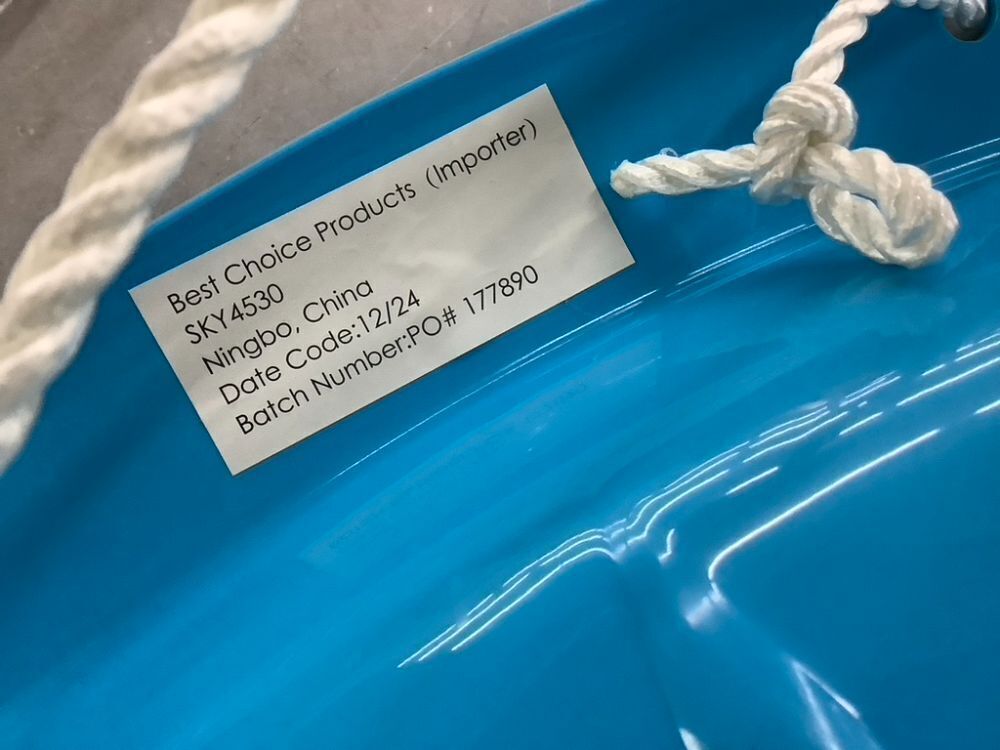 Best Choice Products (Importer)
SKY4530
Ningbo, China
Date Code:12/24
Batch Number:PO# 177890